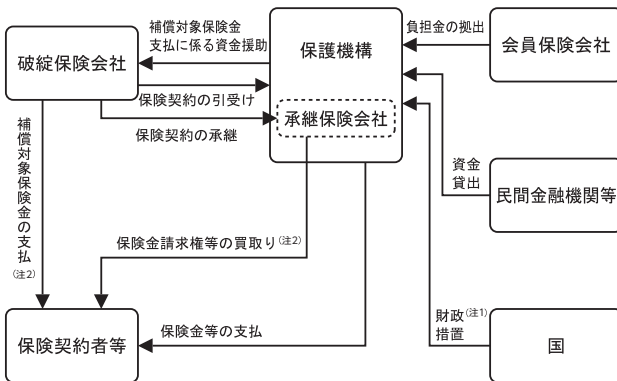 補償対象保険金
支払に係る資金援助
破綻保険会社
保険契約の引受け
保険契約の承継
保護機構
承継保険会社
負担金の拠出
会員保険会社
資金
貸出
民間金融機関等
財政(注1)
措置
国
補償対象保険金の支払
(注2)
保険金請求権等の買取り(注2)
保険金等の支払
保険契約者等